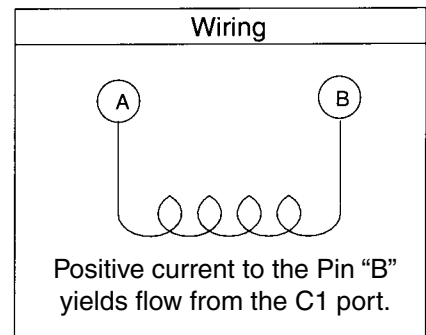 Wiring
A B
Positive current to the Pin “B”
yields flow from the C1 port.